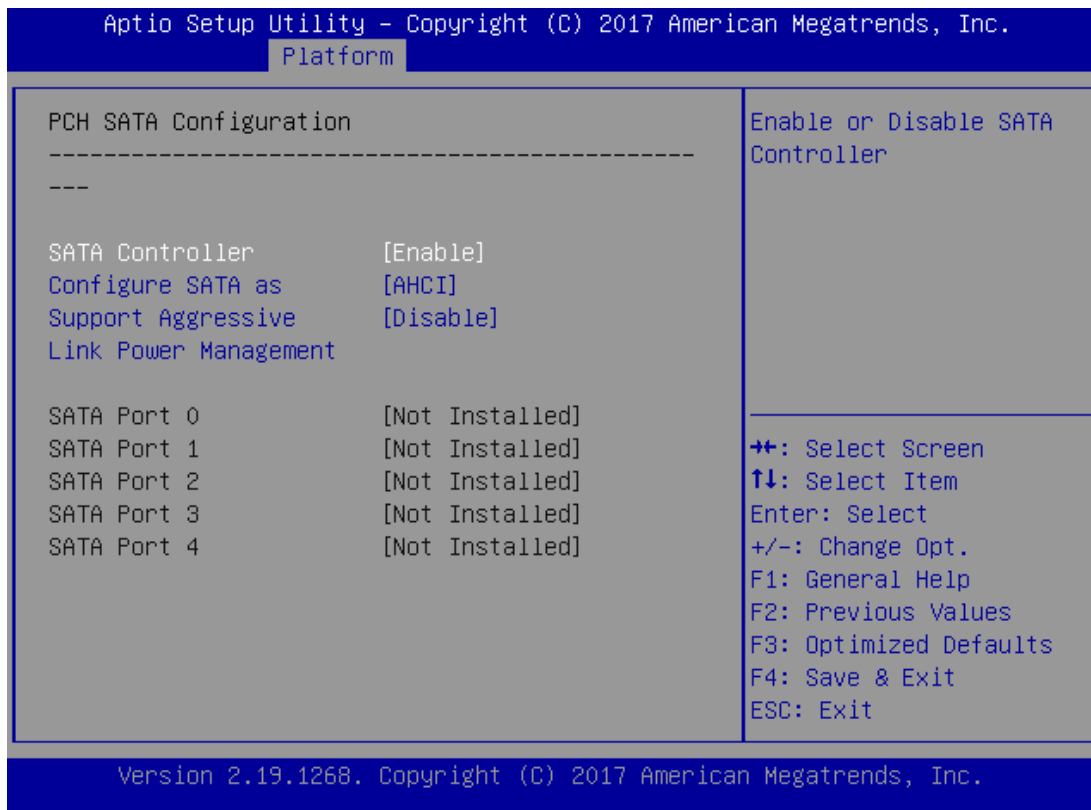 Aptio Setup Utility – Copyright (C) 2017 American Megatrends, Inc.
Platform
PCH SATA Configuration
-----------------------------------------------
---
SATA Controller [Enable]
Configure SATA as [AHCI]
Support Aggressive [Disable]
Link Power Management
SATA Port 0 [Not Installed]
SATA Port 1 [Not Installed]
SATA Port 2 [Not Installed]
SATA Port 3 [Not Installed]
SATA Port 4 [Not Installed]
Enable or Disable SATA
Controller
→←: Select Screen
↑↓: Select Item
Enter: Select
+/-: Change Opt.
F1: General Help
F2: Previous Values
F3: Optimized Defaults
F4: Save & Exit
ESC: Exit
Version 2.19.1268. Copyright (C) 2017 American Megatrends, Inc.